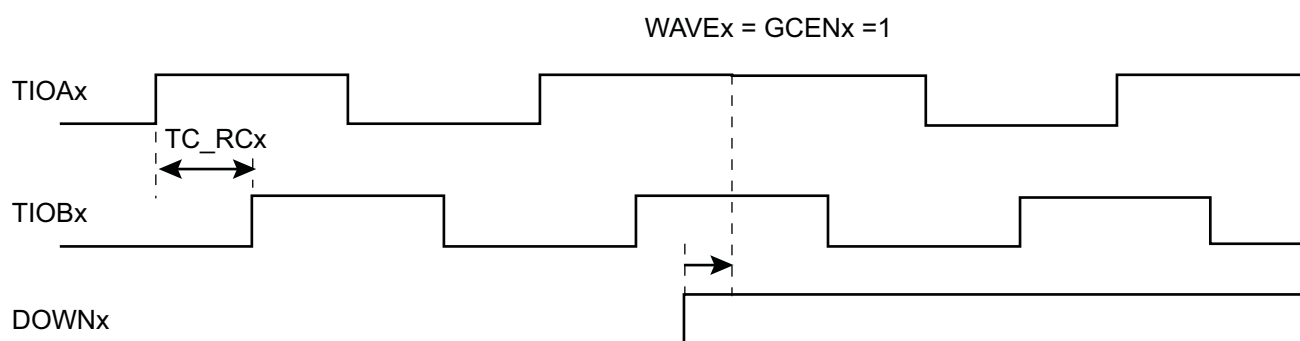 WAVEx = GCENx =1
TIOAx
TC_RCx
TIOBx
DOWNx